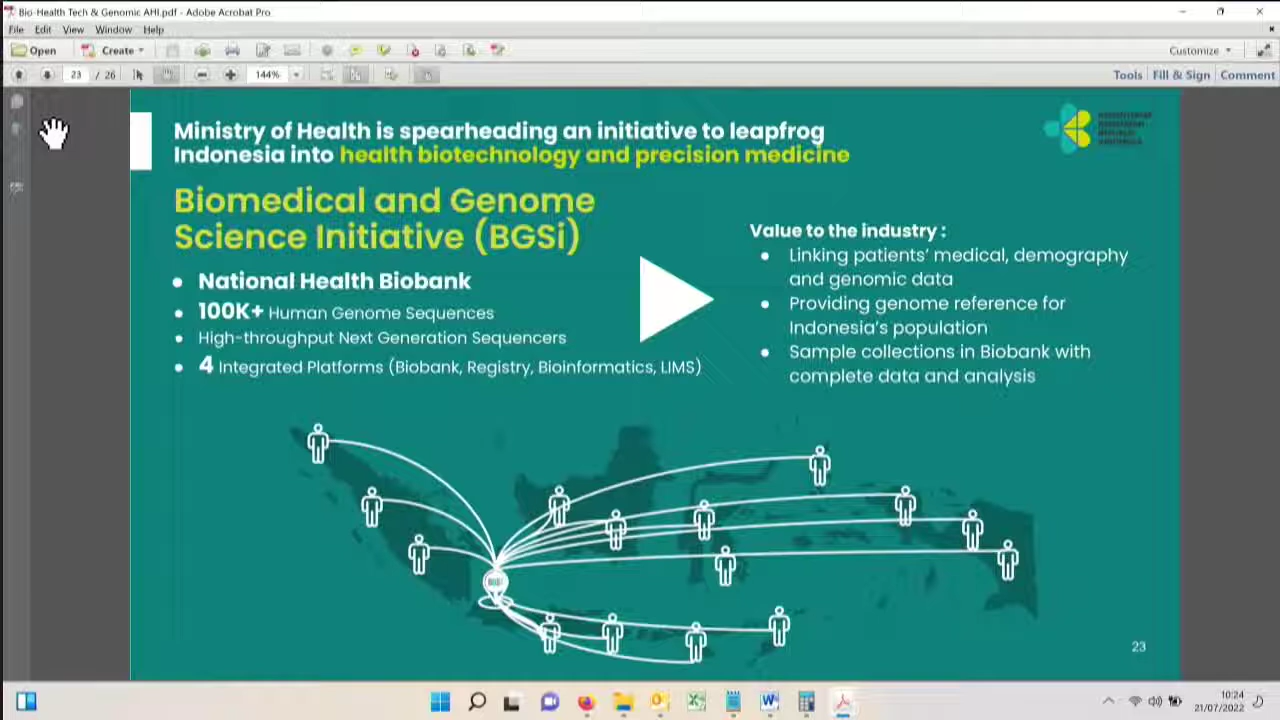 Bio-Health Tech & Genomic AHI.pdf - Adobe Acrobat Pro
File Edit View Window Help
Open Create Customize
23 / 26 144% Tools Fill & Sign Comment
Ministry of Health is spearheading an initiative to leapfrog
Indonesia into health biotechnology and precision medicine
Biomedical and Genome
Science Initiative (BGSi)
National Health Biobank
100K+ Human Genome Sequences
High-throughput Next Generation Sequencers
4 Integrated Platforms (Biobank, Registry, Bioinformatics, LIMS)
Value to the industry :
Linking patients' medical, demography
and genomic data
Providing genome reference for
Indonesia's population
Sample collections in Biobank with
complete data and analysis
23
10:24
21/07/2022